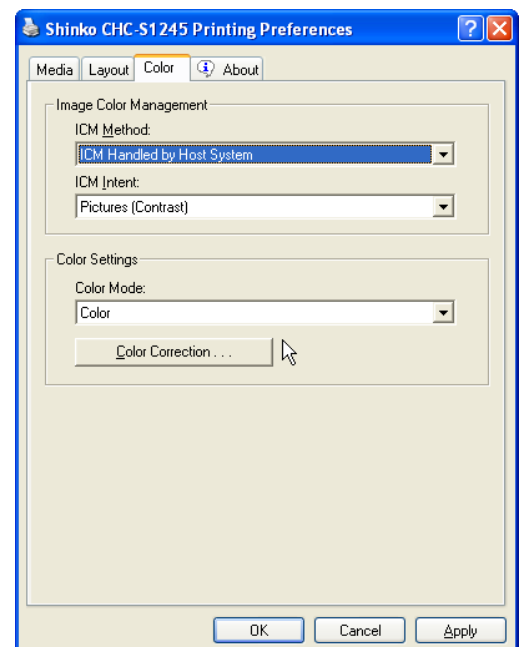 Shinko CHC-S1245 Printing Preferences
Media Layout Color About
Image Color Management
ICM Method:
ICM Handled by Host System
ICM Intent:
Pictures (Contrast)
Color Settings
Color Mode:
Color
Color Correction . . .
OK Cancel Apply